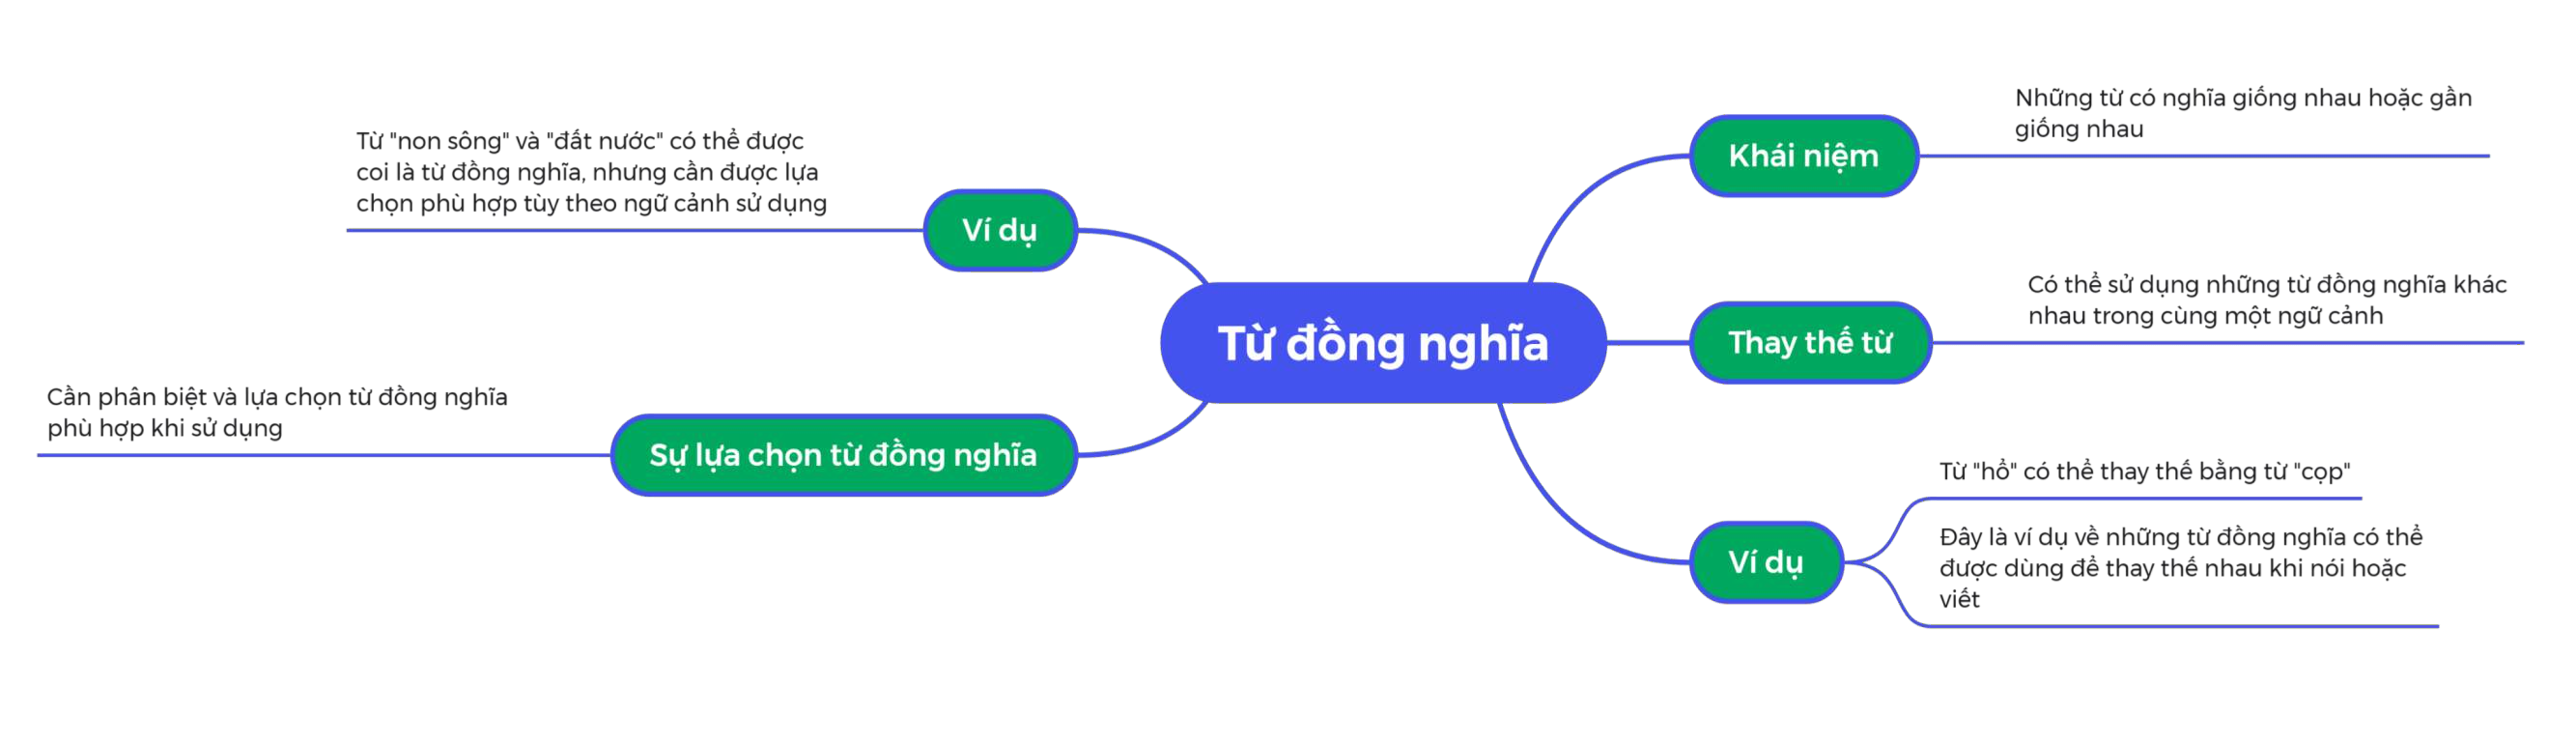 Từ đồng nghĩa
Khái niệm
Những từ có nghĩa giống nhau hoặc gần
giống nhau
Thay thế từ
Có thể sử dụng những từ đồng nghĩa khác
nhau trong cùng một ngữ cảnh
Ví dụ
Từ "hổ" có thể thay thế bằng từ "cọp"
Đây là ví dụ về những từ đồng nghĩa có thể
được dùng để thay thế nhau khi nói hoặc
viết
Sự lựa chọn từ đồng nghĩa
Cần phân biệt và lựa chọn từ đồng nghĩa
phù hợp khi sử dụng
Ví dụ
Từ "non sông" và "đất nước" có thể được
coi là từ đồng nghĩa, nhưng cần được lựa
chọn phù hợp tùy theo ngữ cảnh sử dụng